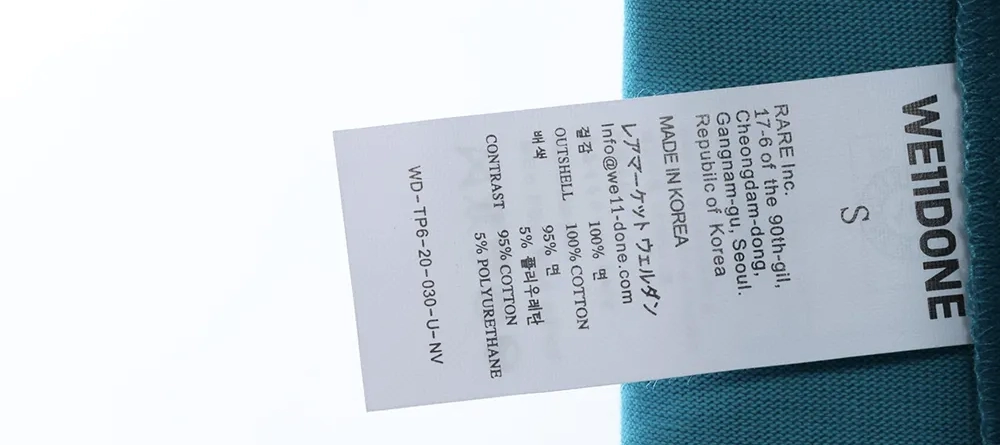 WE11DONE
S
RARE Inc.
17-6 of the 90th-gil,
Cheongdam-dong,
Gangnam-gu, Seoul.
Republic of Korea
MADE IN KOREA
レアマーケット ウェルダン
Info@we11-done.com
겉감 100% 면
OUTSHELL 100% COTTON
배색 95% 면
5% 폴리우레탄
CONTRAST 95% COTTON
5% POLYURETHANE
WD-TP6-20-030-U-NV